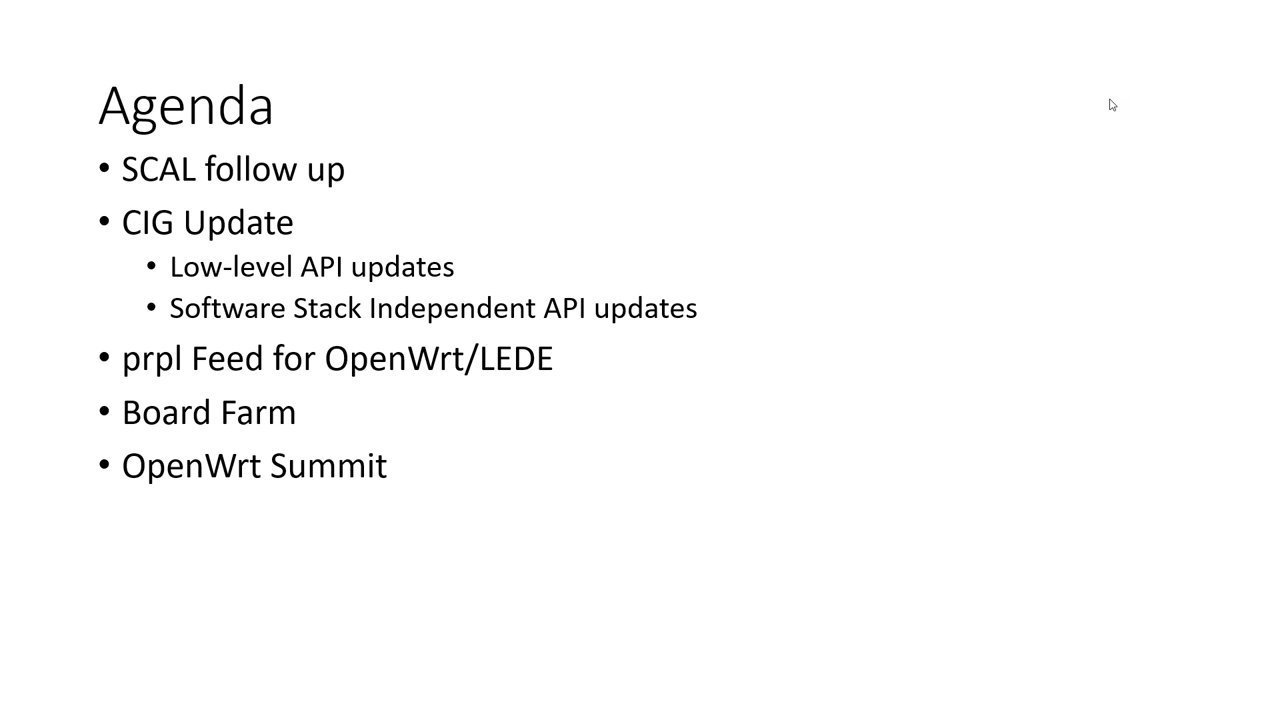 Agenda
• SCAL follow up
• CIG Update
• Low-level API updates
• Software Stack Independent API updates
• prpl Feed for OpenWrt/LEDE
• Board Farm
• OpenWrt Summit